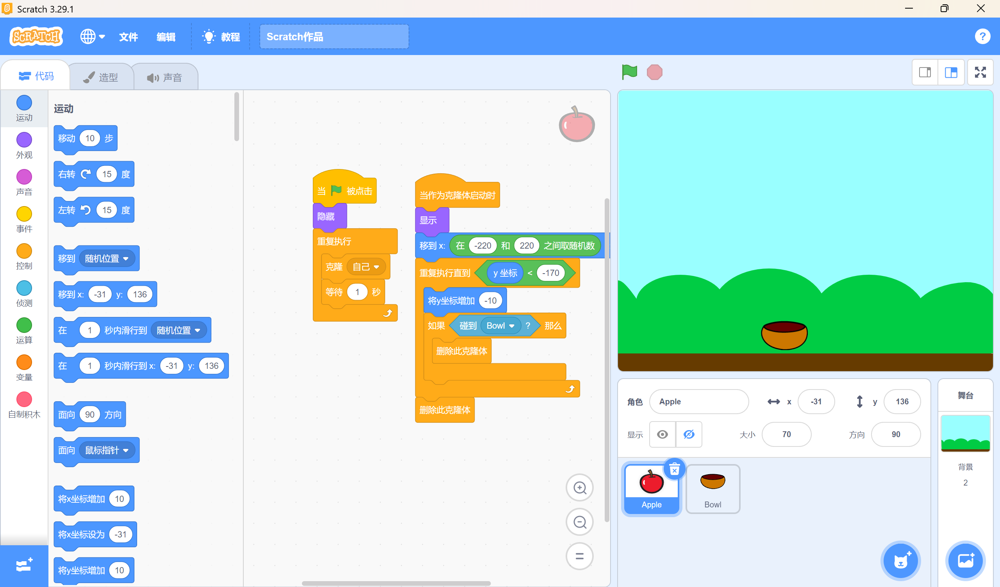 Scratch 3.29.1
SCRATCH
文件
编辑
教程
Scratch作品
?
代码
造型
声音
运动
外观
声音
事件
控制
侦测
运算
变量
自制积木
运动
移动 10 步
右转 15 度
左转 15 度
移到 随机位置
移到 x: -31 y: 136
在 1 秒内滑行到 随机位置
在 1 秒内滑行到 x: -31 y: 136
面向 90 方向
面向 鼠标指针
将x坐标增加 10
将x坐标设为 -31
将y坐标增加 10
当 被点击
隐藏
重复执行
克隆 自己
等待 1 秒
当作为克隆体启动时
显示
移到 x: 在 -220 和 220 之间取随机数
重复执行直到 y 坐标 < -170
将y坐标增加 -10
如果 碰到 Bowl ? 那么
删除此克隆体
删除此克隆体
角色 Apple x -31 y 136
显示 大小 70 方向 90
Apple
Bowl
舞台
背景
2